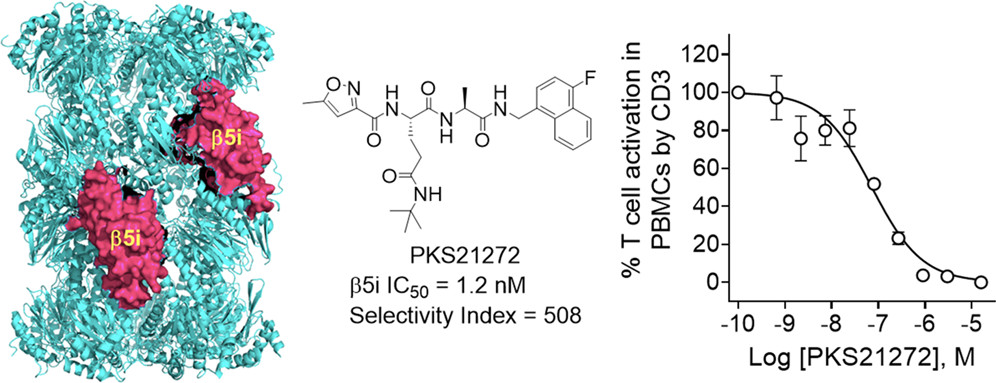 β5i
β5i
O
N
H
N
O
O
N
H
O
H
N
O
F
O
NH
PKS21272
β5i IC50 = 1.2 nM
Selectivity Index = 508
% T cell activation in
PBMCs by CD3
120
100
80
60
40
20
0
-10 -9 -8 -7 -6 -5
Log [PKS21272], M